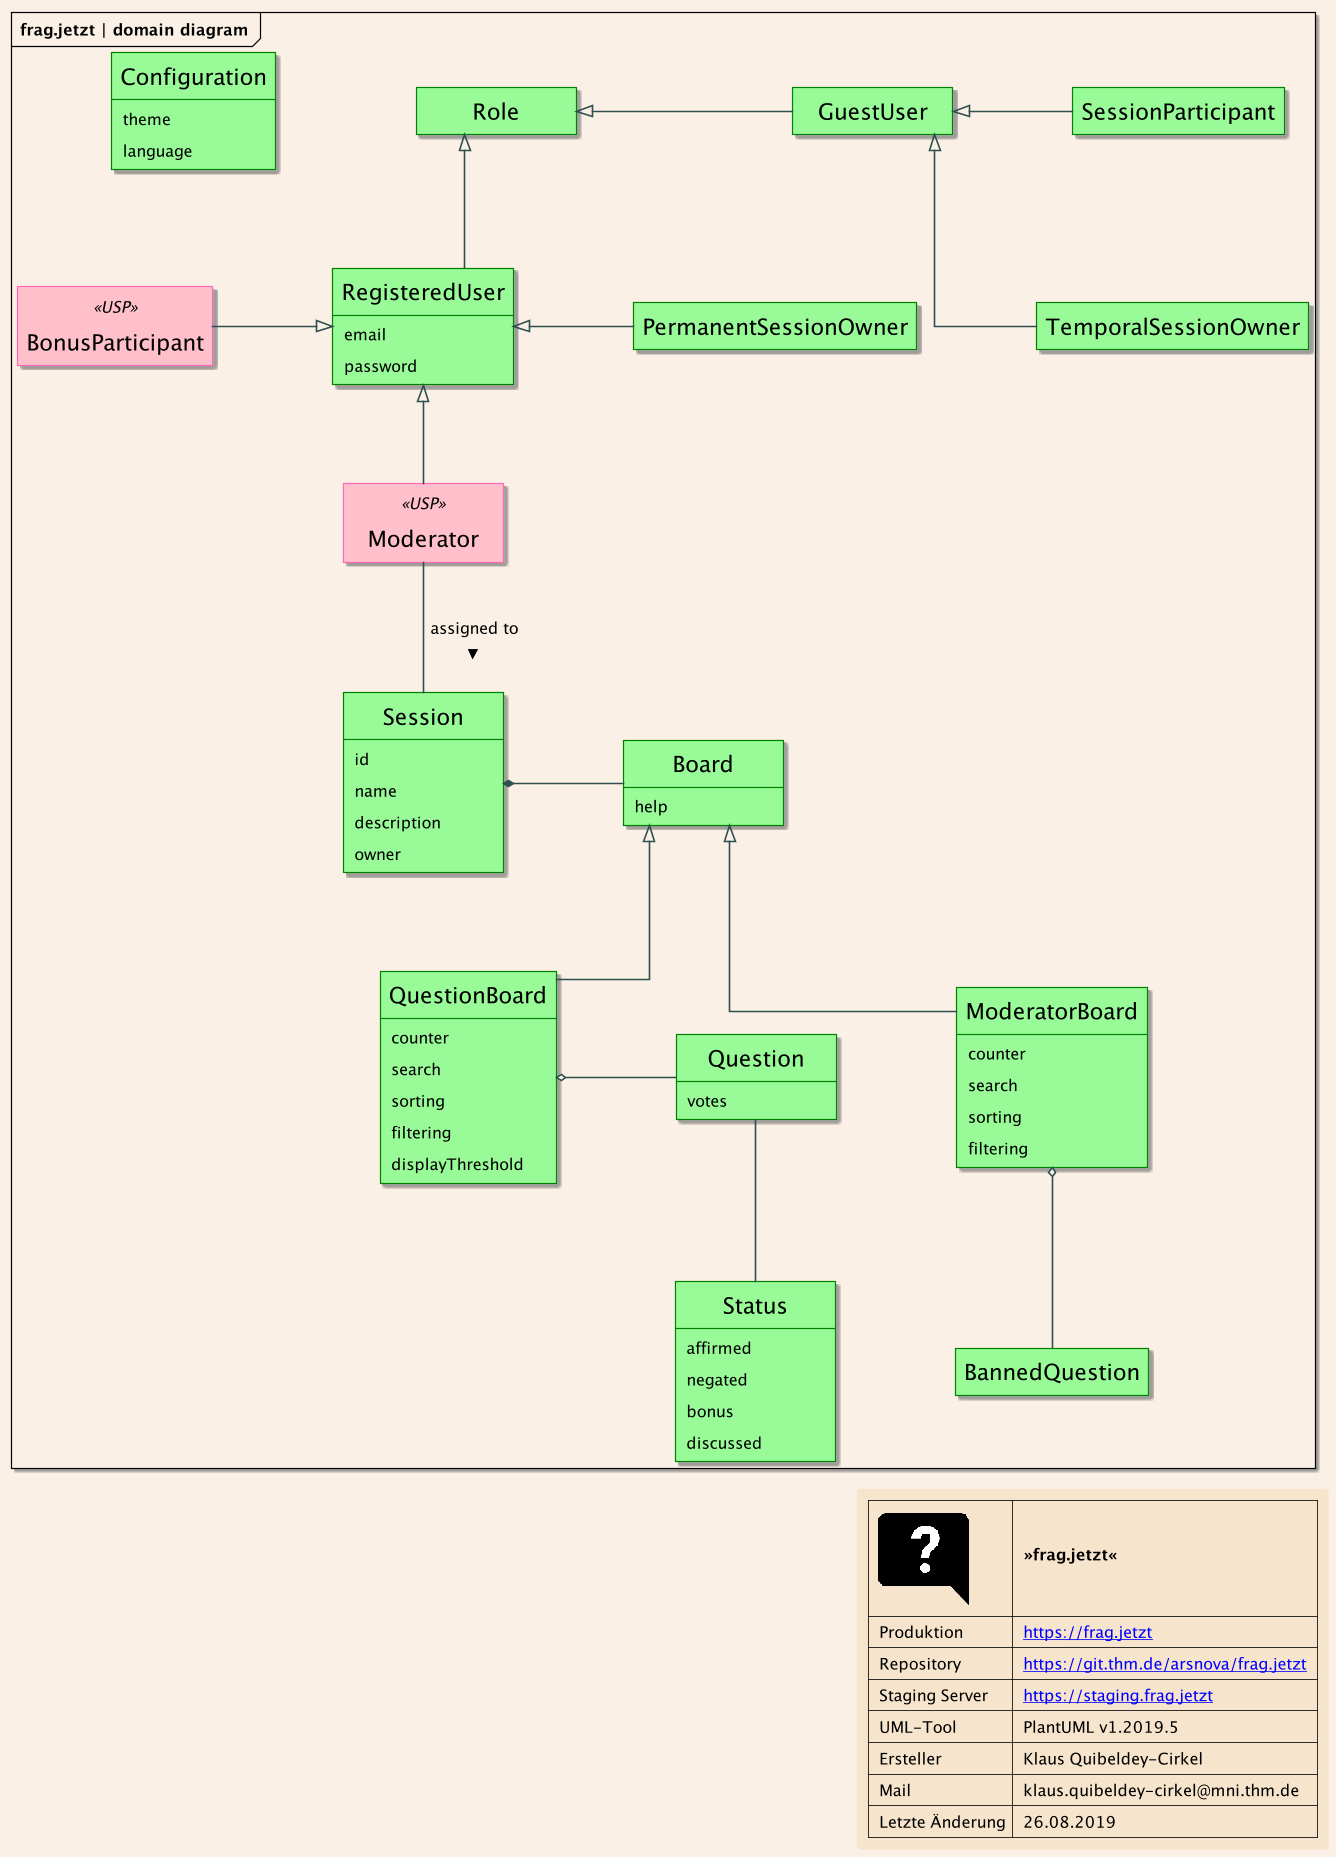 frag.jetzt | domain diagram
Configuration
theme
language
Role
GuestUser
SessionParticipant
«USP»
BonusParticipant
RegisteredUser
email
password
PermanentSessionOwner
TemporalSessionOwner
«USP»
Moderator
assigned to
Session
id
name
description
owner
Board
help
QuestionBoard
counter
search
sorting
filtering
displayThreshold
Question
votes
ModeratorBoard
counter
search
sorting
filtering
Status
affirmed
negated
bonus
discussed
BannedQuestion
?
»frag.jetzt«
Produktion https://frag.jetzt
Repository https://git.thm.de/arsnova/frag.jetzt
Staging Server https://staging.frag.jetzt
UML-Tool PlantUML v1.2019.5
Ersteller Klaus Quibeldey-Cirkel
Mail klaus.quibeldey-cirkel@mni.thm.de
Letzte Änderung 26.08.2019